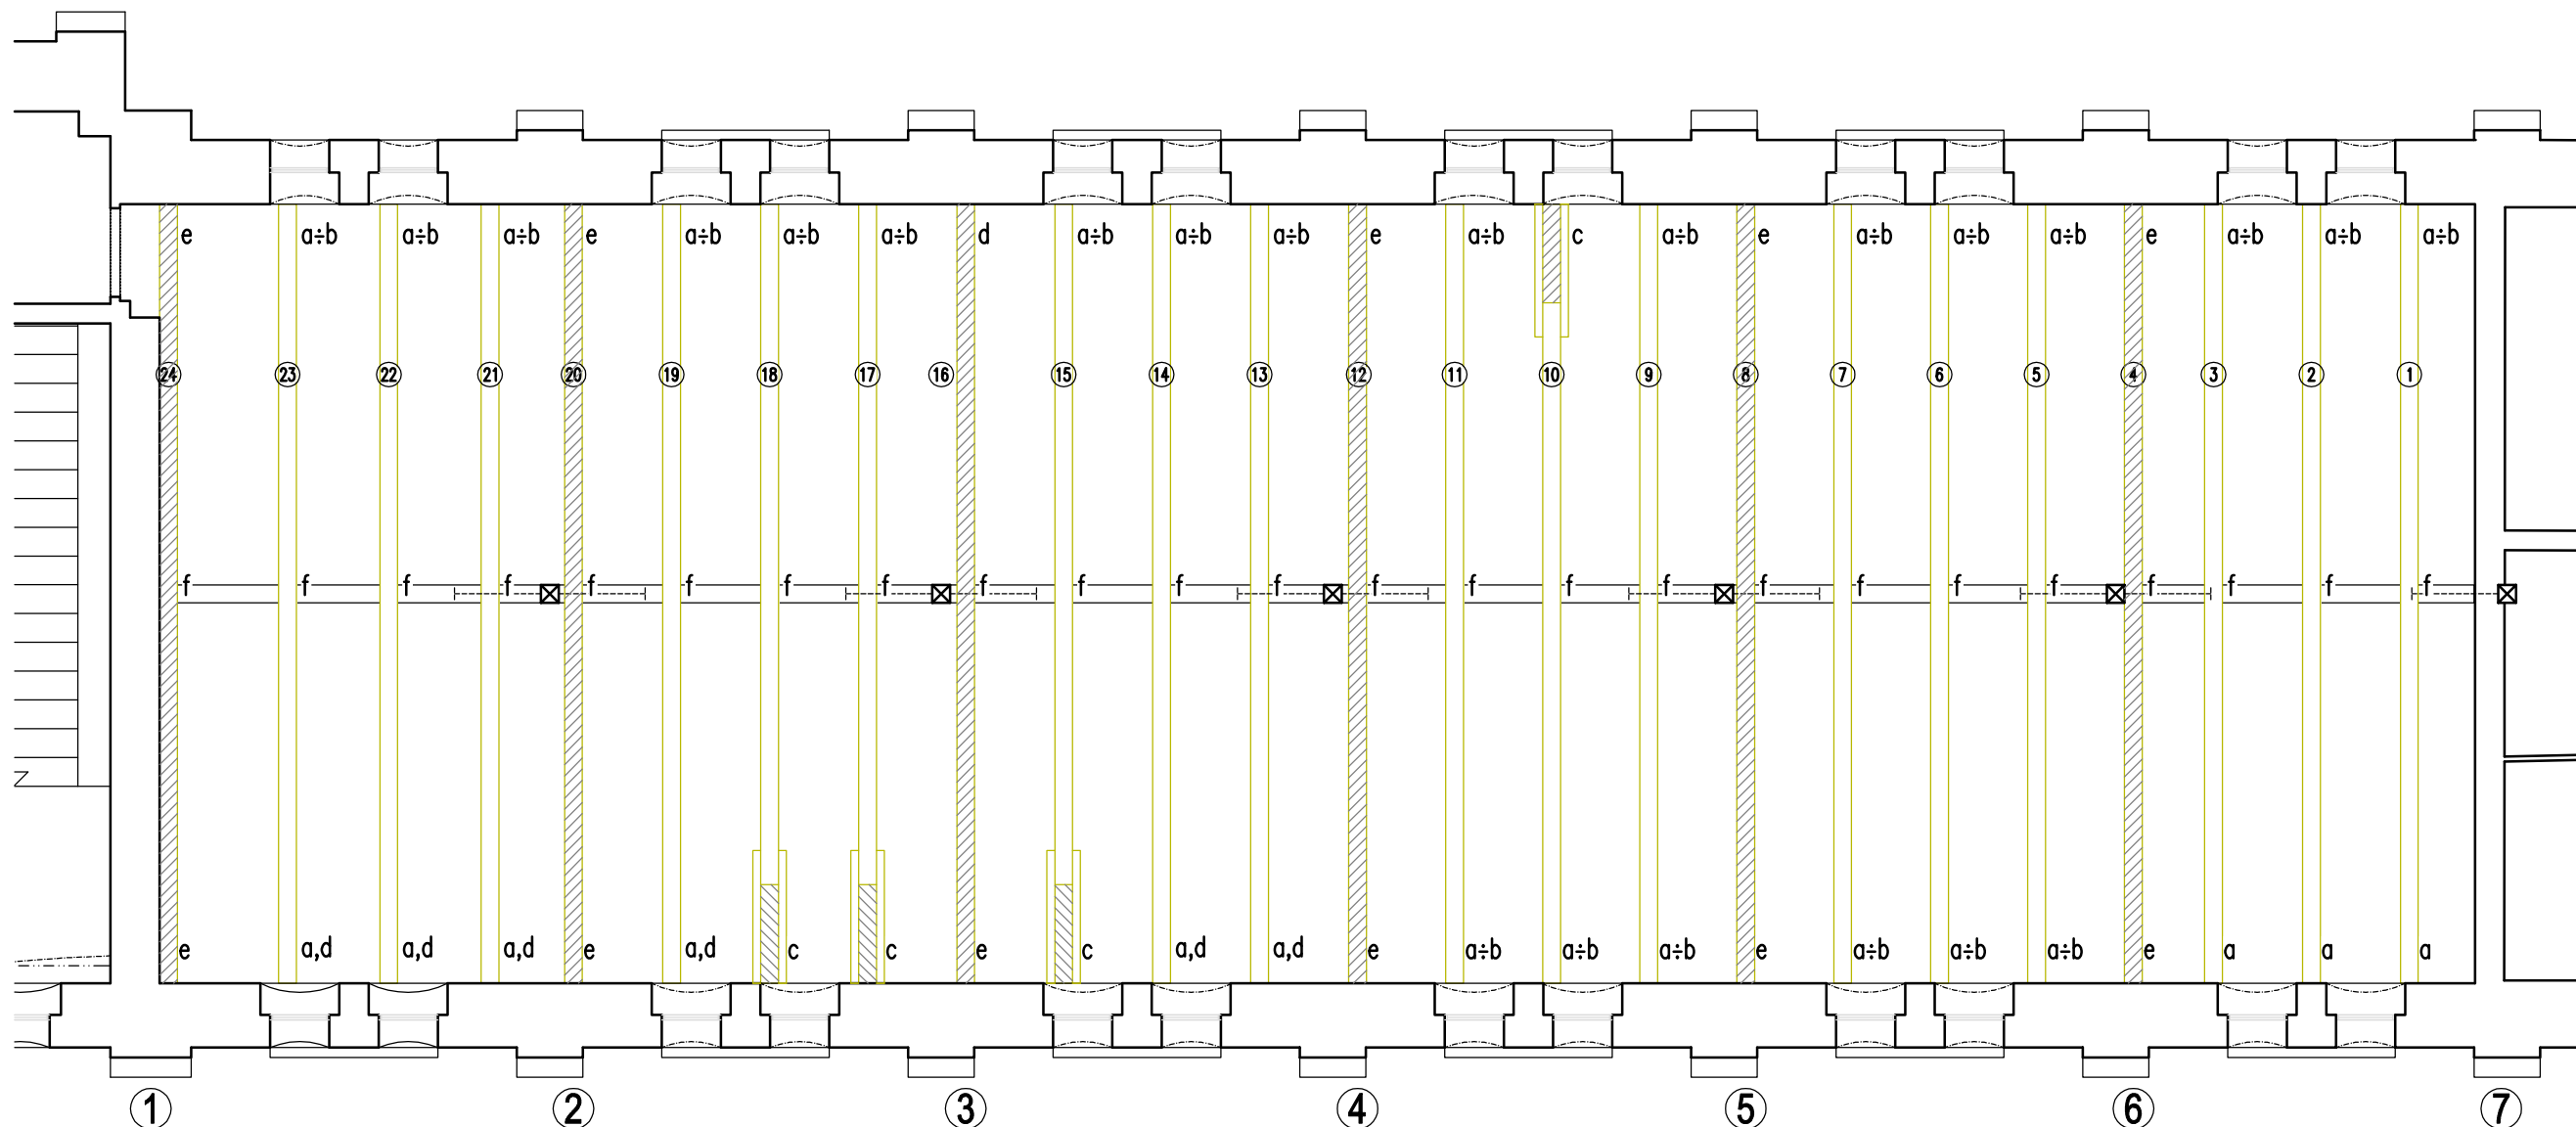 e a÷b a÷b a÷b e a÷b a÷b a÷b d a÷b a÷b a÷b e a÷b c a÷b e a÷b a÷b a÷b e a÷b a÷b a÷b
24 23 22 21 20 19 18 17 16 15 14 13 12 11 10 9 8 7 6 5 4 3 2 1
f f f f f f f f f f f f f f f f f f f f f f f f
e a,d a,d a,d e a,d c c e c a,d a,d e a÷b a÷b a÷b e a÷b a÷b a÷b e a a a
1 2 3 4 5 6 7